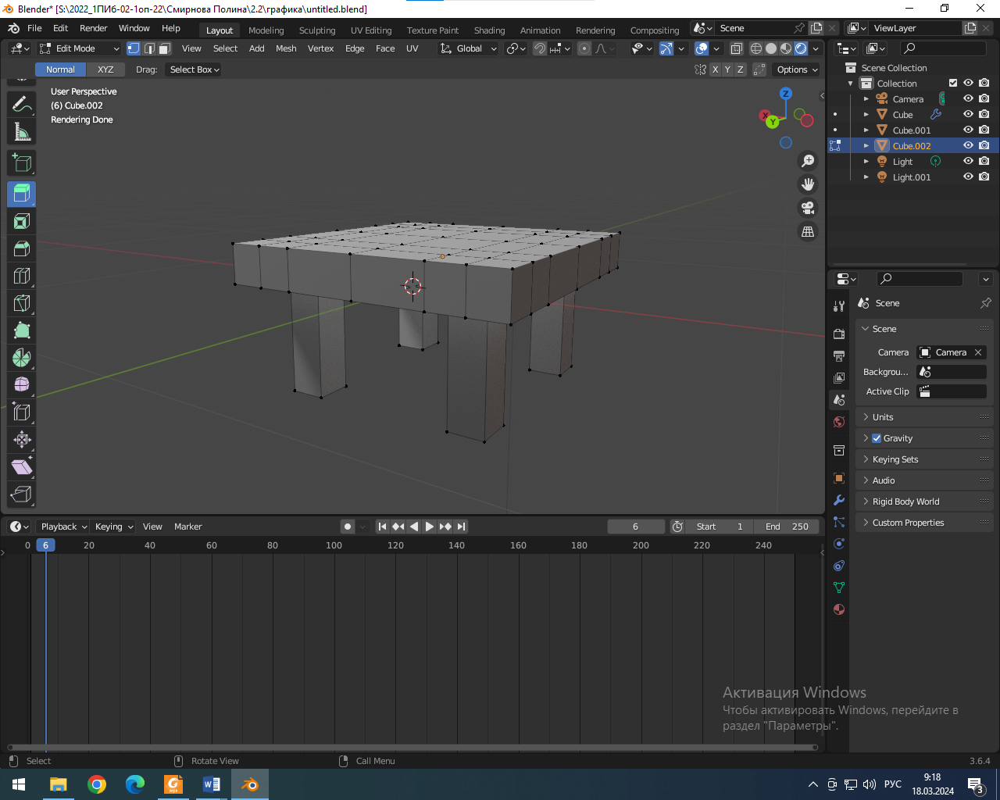 Blender* [S:\2022_1ПИб-02-1оп-22\Смирнова Полина\2.2\графика\untitled.blend]
File Edit Render Window Help Layout Modeling Sculpting UV Editing Texture Paint Shading Animation Rendering Compositing Scene ViewLayer
Edit Mode View Select Add Mesh Vertex Edge Face UV Global
Normal XYZ Drag: Select Box X Y Z Options
User Perspective
(6) Cube.002
Rendering Done
Z
X
Y
Scene Collection
Collection
Camera
Cube
Cube.001
Cube.002
Light
Light.001
Scene
Scene
Camera Camera
Backgrou...
Active Clip
Units
Gravity
Keying Sets
Audio
Rigid Body World
Custom Properties
Playback Keying View Marker 6 Start 1 End 250
0 6 20 40 60 80 100 120 140 160 180 200 220 240
Активация Windows
Чтобы активировать Windows, перейдите в
раздел "Параметры".
Select Rotate View Call Menu 3.6.4
РУС 9:18
18.03.2024
3